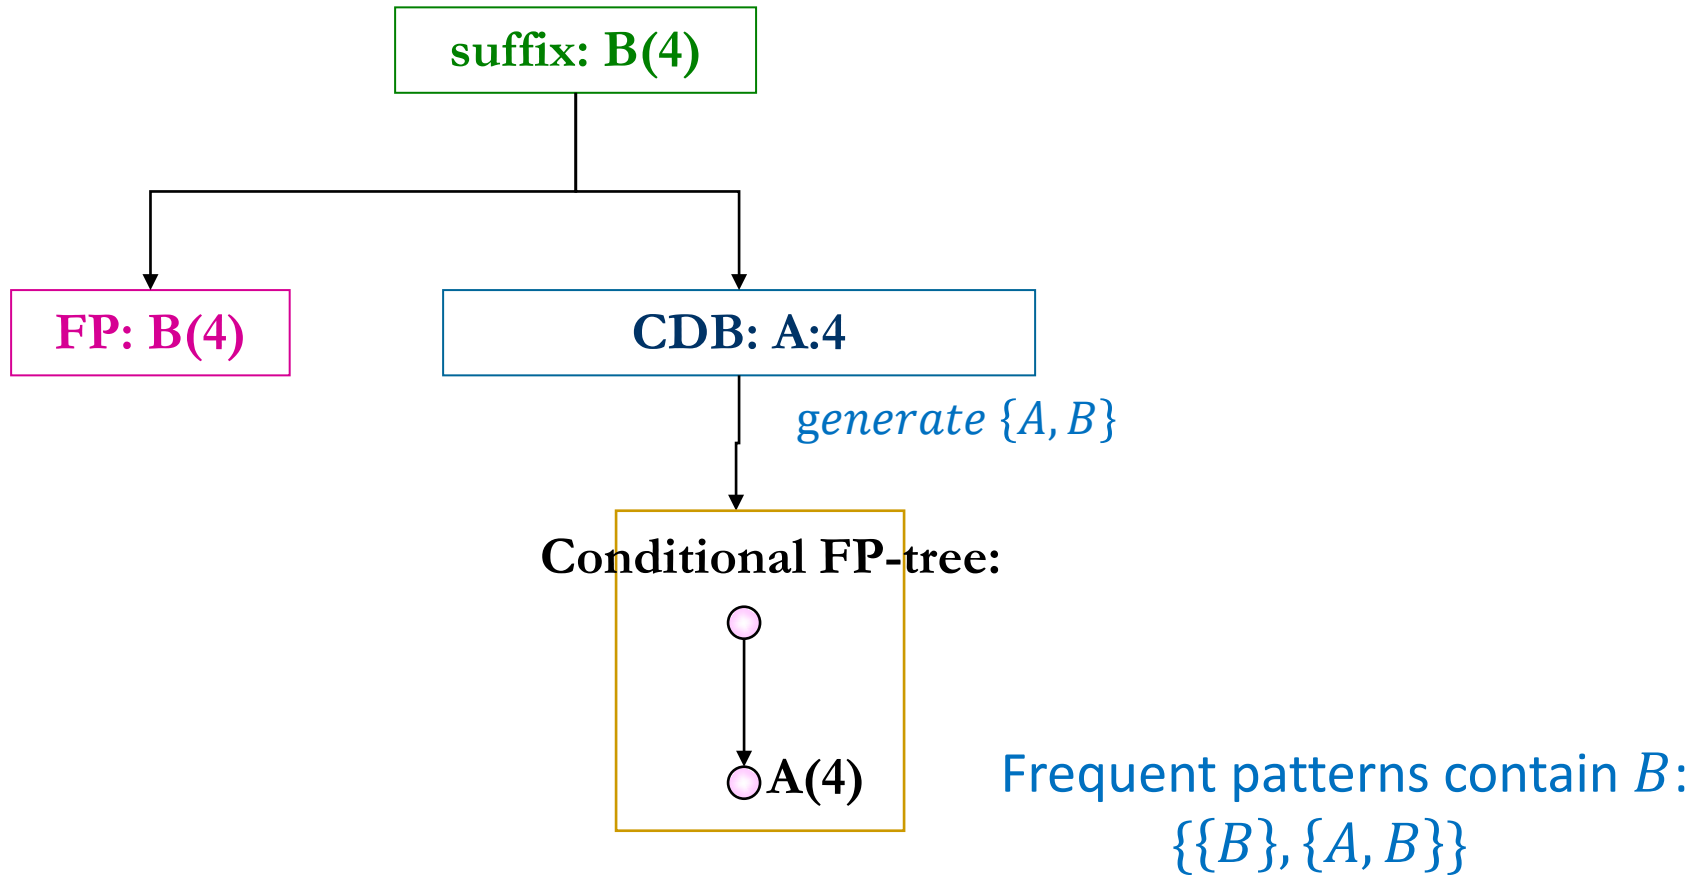 suffix: B(4)
FP: B(4)
CDB: A:4
generate {A, B}
Conditional FP-tree:
A(4)
Frequent patterns contain B:
{{B}, {A, B}}